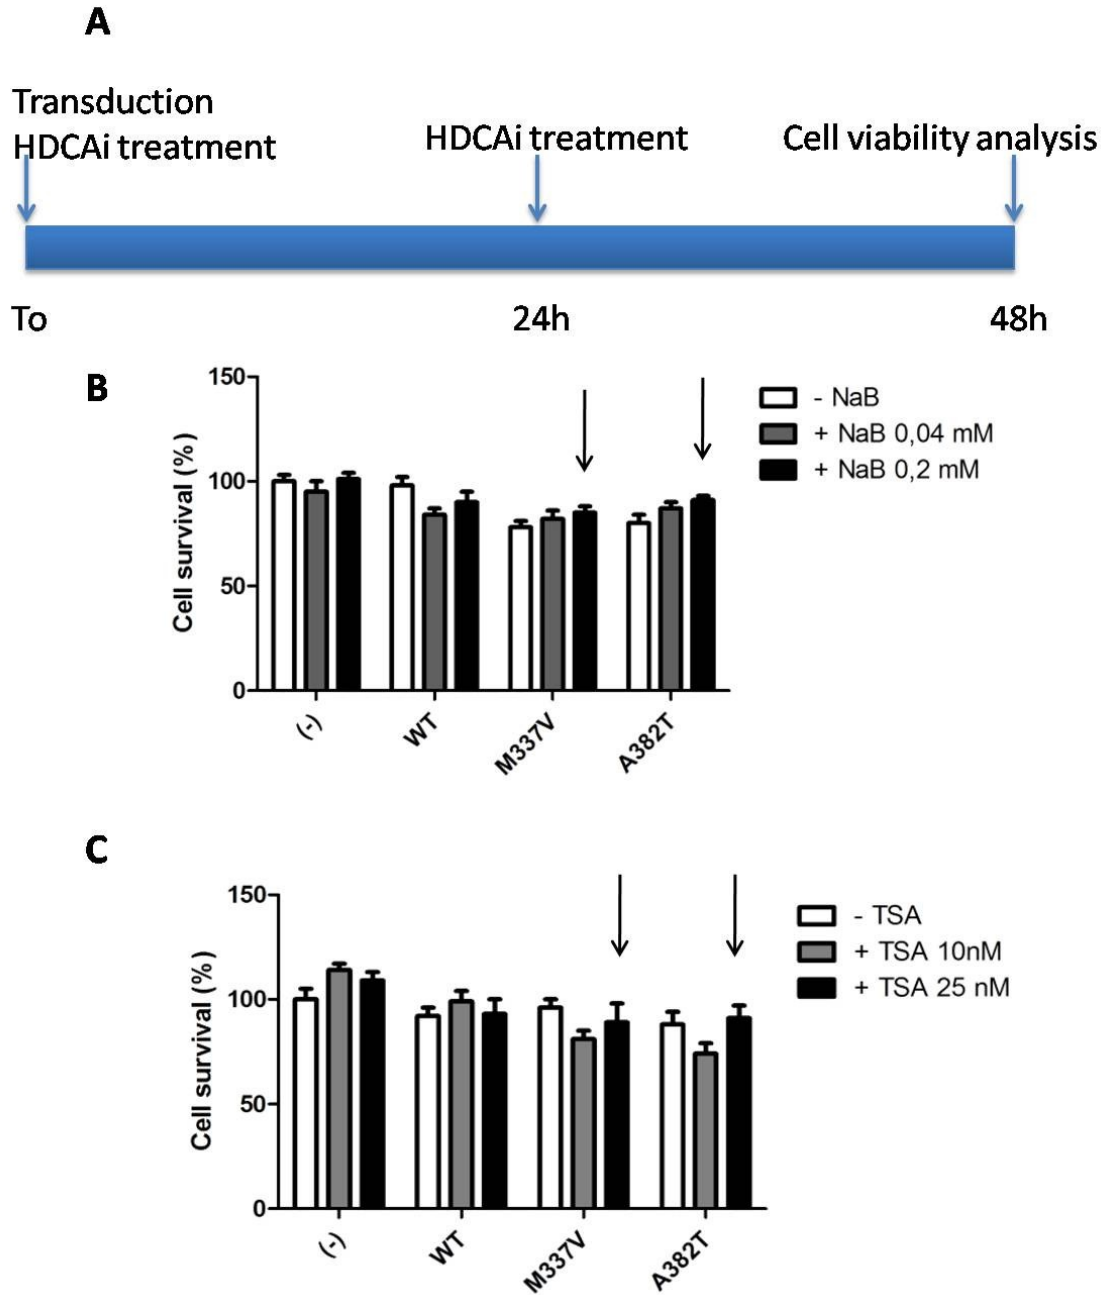 A
Transduction
HDCAi treatment
HDCAi treatment
Cell viability analysis
To
24h
48h
B
150
100
50
0
Cell survival (%)
(-)
WT
M337V
A382T
- NaB
+ NaB 0,04 mM
+ NaB 0,2 mM
C
150
100
50
0
Cell survival (%)
(-)
WT
M337V
A382T
- TSA
+ TSA 10nM
+ TSA 25 nM